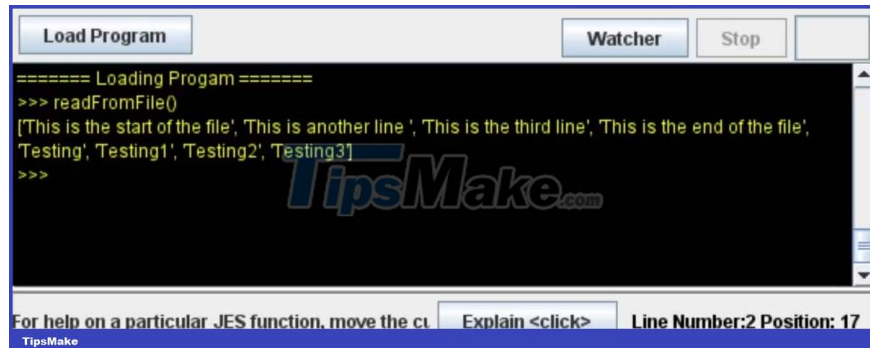 Load Program
Watcher
Stop
======= Loading Progam =======
>>> readFromFile()
['This is the start of the file', 'This is another line ', 'This is the third line', 'This is the end of the file',
'Testing', 'Testing1', 'Testing2', 'Testing3']
>>>
TipsMake.com
For help on a particular JES function, move the cu
Explain <click>
Line Number:2 Position: 17
TipsMake